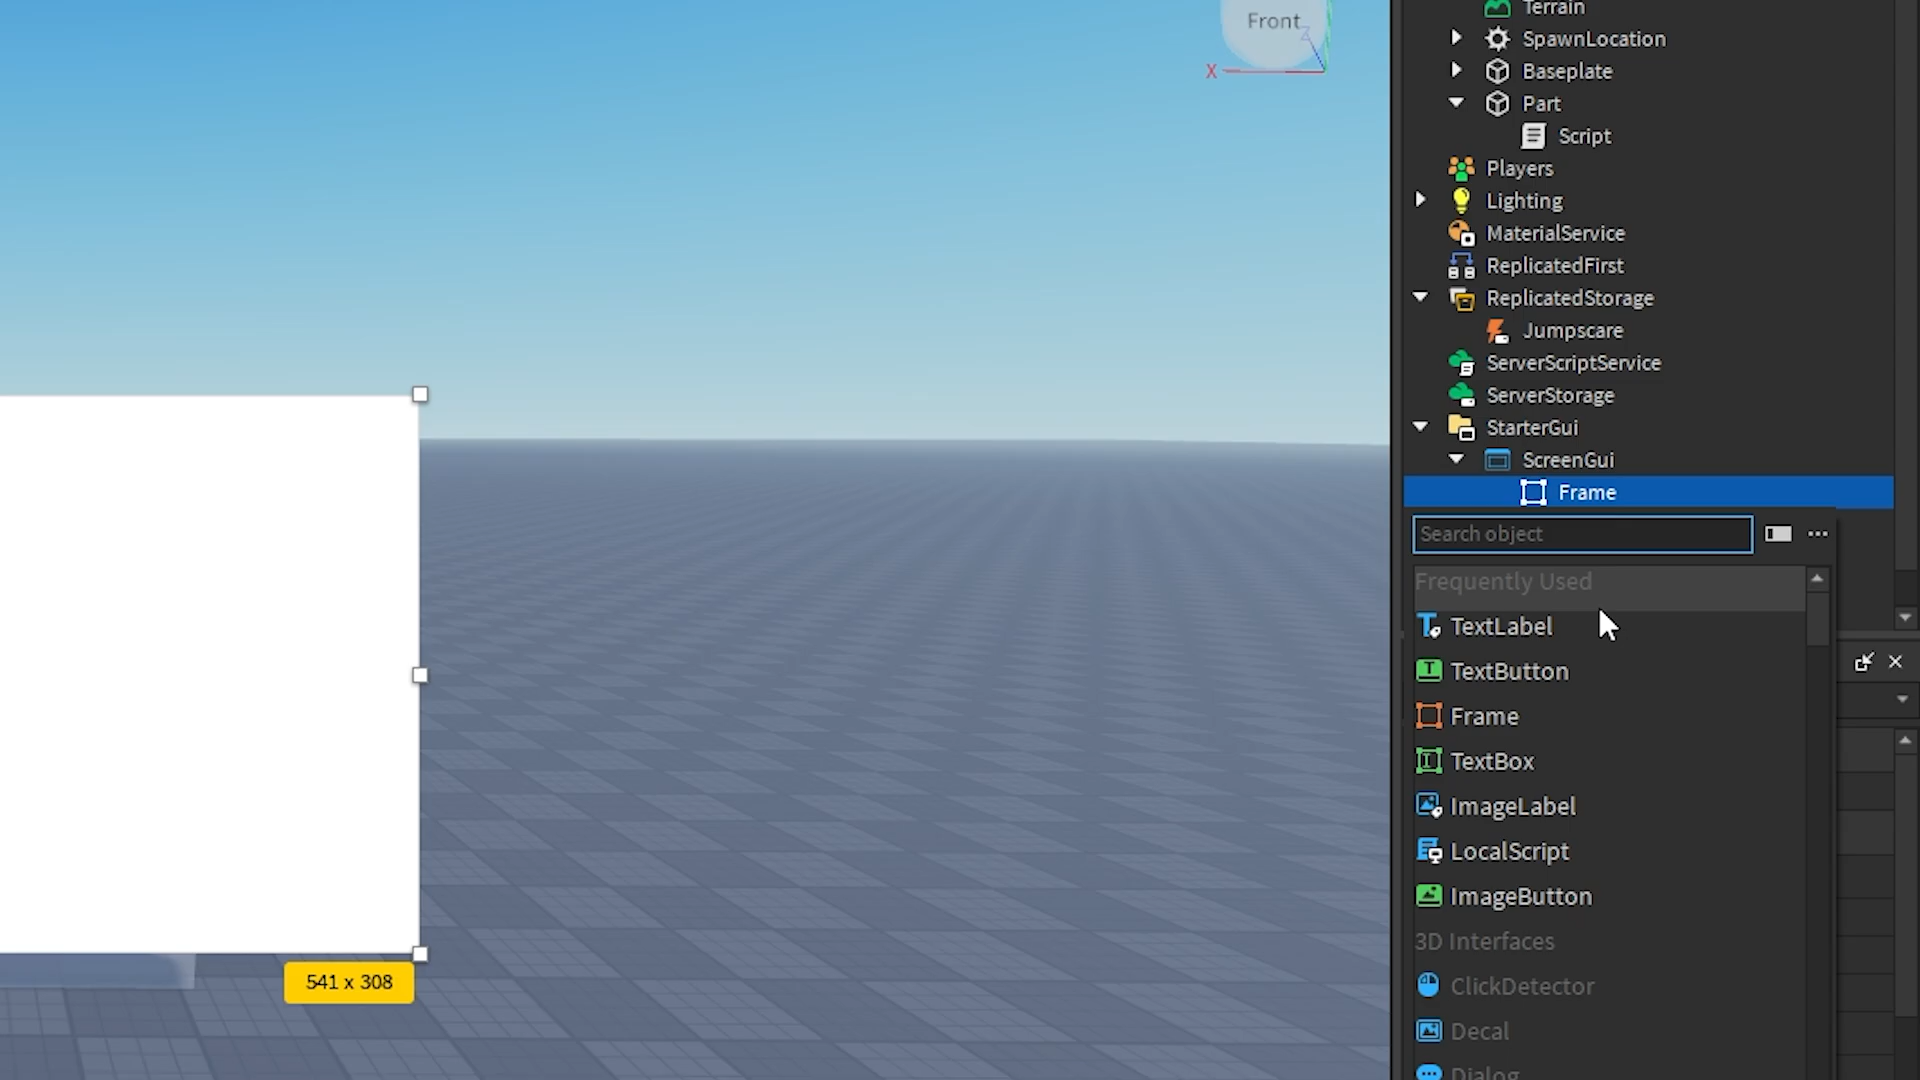 Front
Z
X
Terrain
SpawnLocation
Baseplate
Part
Script
Players
Lighting
MaterialService
ReplicatedFirst
ReplicatedStorage
Jumpscare
ServerScriptService
ServerStorage
StarterGui
ScreenGui
Frame
Search object
Frequently Used
TextLabel
TextButton
Frame
TextBox
ImageLabel
LocalScript
ImageButton
3D Interfaces
ClickDetector
Decal
Dialog
541 x 308